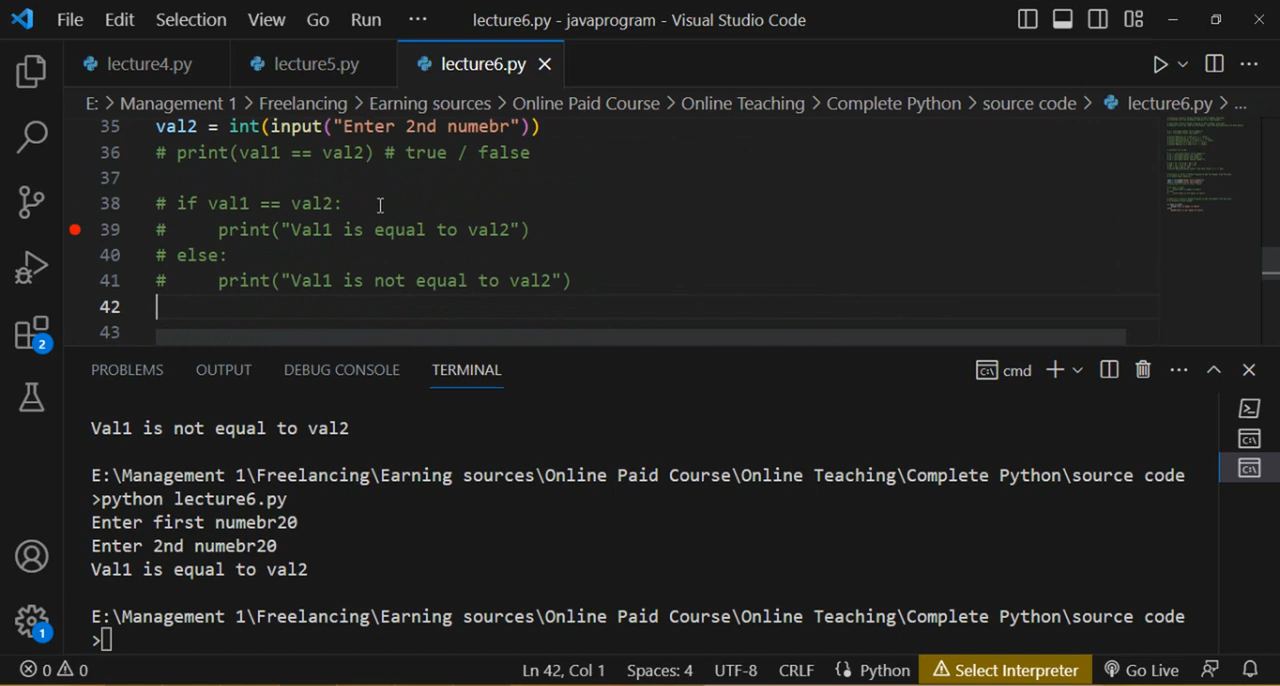 File Edit Selection View Go Run ··· lecture6.py - javaprogram - Visual Studio Code
lecture4.py lecture5.py lecture6.py
E: > Management 1 > Freelancing > Earning sources > Online Paid Course > Online Teaching > Complete Python > source code > lecture6.py > ...
35 val2 = int(input("Enter 2nd numebr"))
36 # print(val1 == val2) # true / false
37
38 # if val1 == val2:
39 #     print("Val1 is equal to val2")
40 # else:
41 #     print("Val1 is not equal to val2")
42
43
PROBLEMS OUTPUT DEBUG CONSOLE TERMINAL cmd
Val1 is not equal to val2
E:\Management 1\Freelancing\Earning sources\Online Paid Course\Online Teaching\Complete Python\source code
>python lecture6.py
Enter first numebr20
Enter 2nd numebr20
Val1 is equal to val2
E:\Management 1\Freelancing\Earning sources\Online Paid Course\Online Teaching\Complete Python\source code
>
2
1
0 0 Ln 42, Col 1 Spaces: 4 UTF-8 CRLF Python Select Interpreter Go Live